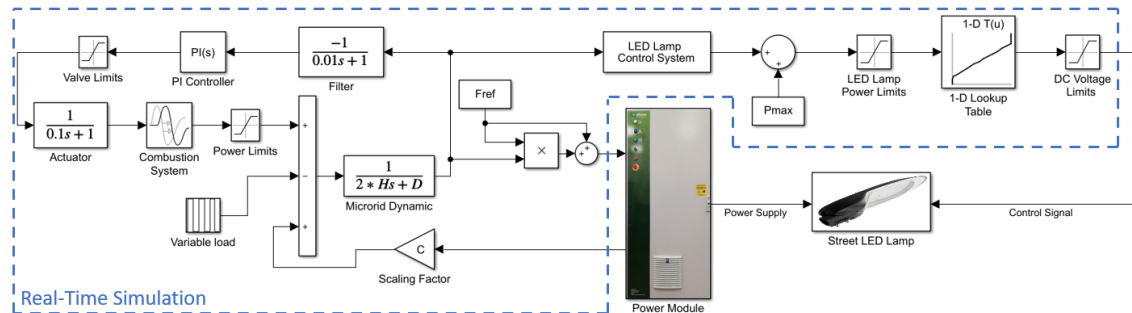 Valve Limits
PI(s)
PI Controller
-1
0.01s + 1
Filter
LED Lamp
Control System
+
+
LED Lamp
Power Limits
1-D T(u)
1-D Lookup
Table
DC Voltage
Limits
Pmax
Fref
1
0.1s + 1
Actuator
Combustion
System
Power Limits
+
−
+
1
2 * Hs + D
Microrid Dynamic
×
+
+
Variable load
C
Scaling Factor
Power Supply
Street LED Lamp
Control Signal
Power Module
Real-Time Simulation